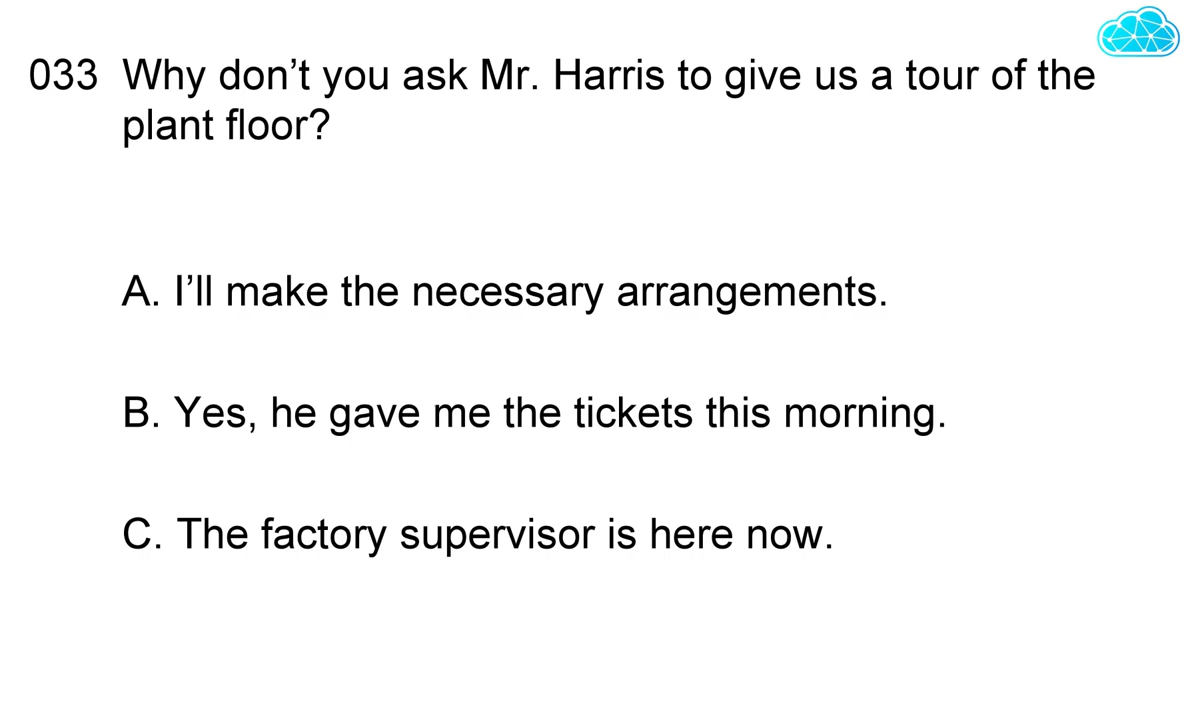 033 Why don’t you ask Mr. Harris to give us a tour of the
plant floor?
A. I’ll make the necessary arrangements.
B. Yes, he gave me the tickets this morning.
C. The factory supervisor is here now.